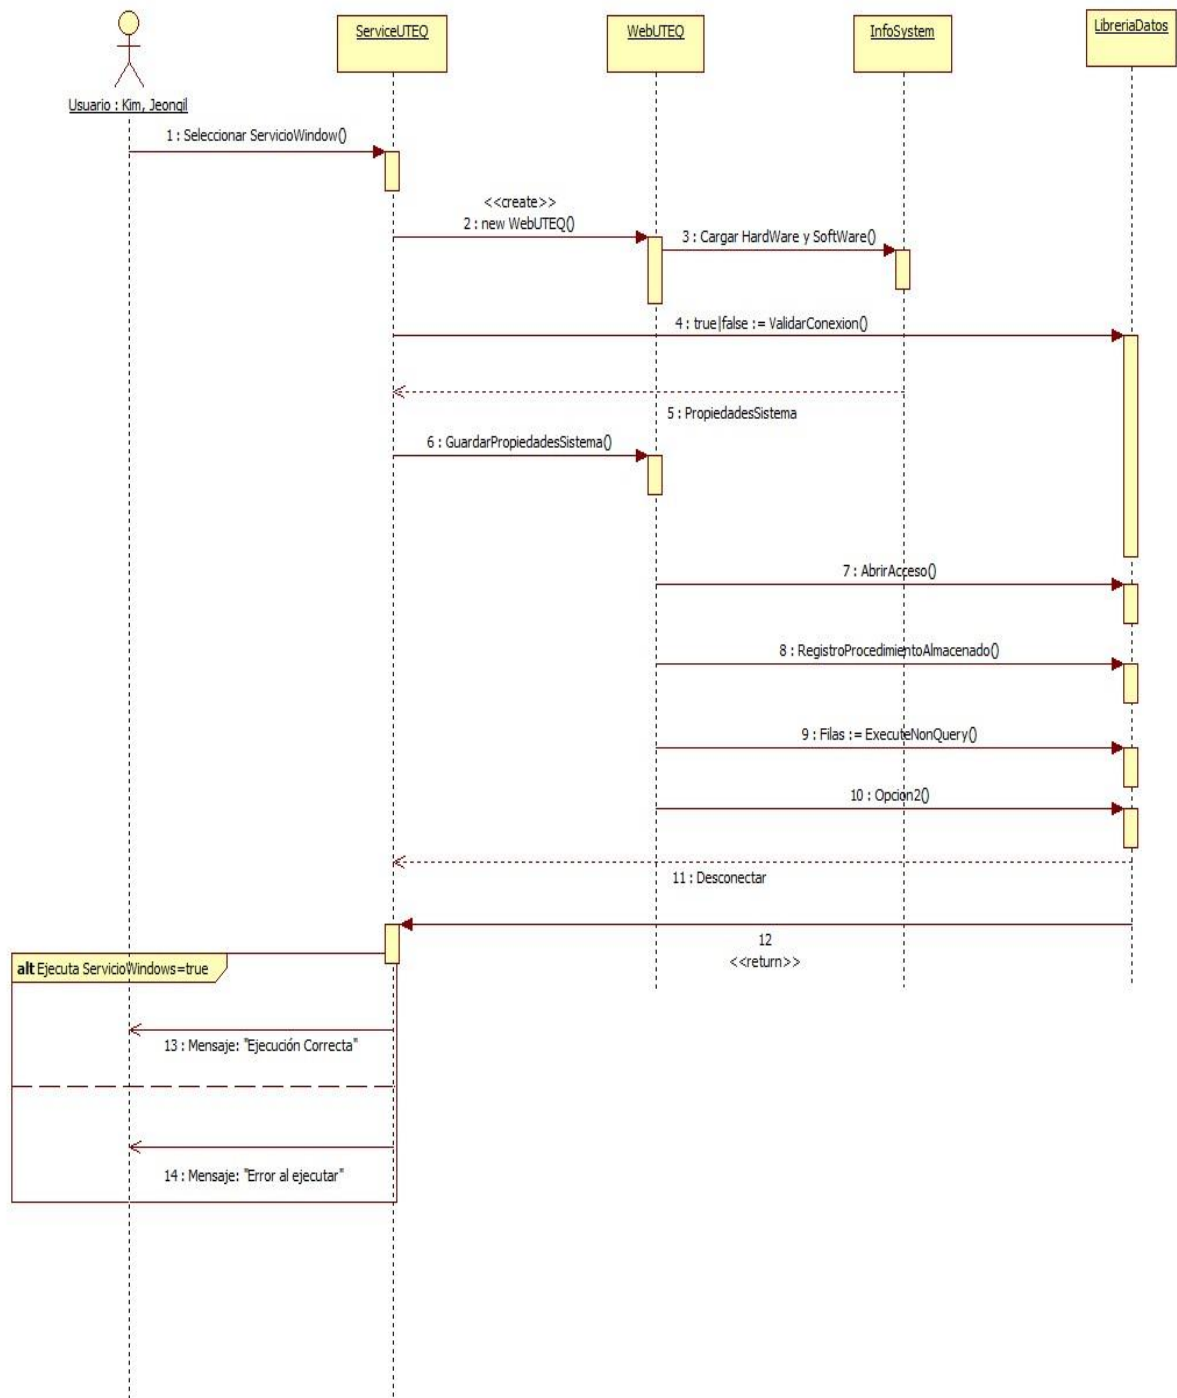 ServiceUTEQ
WebUTEQ
InfoSystem
LibreriaDatos
Usuario : Kim, Jeongil
1 : Seleccionar ServicioWindow()
<<create>>
2 : new WebUTEQ()
3 : Cargar HardWare y SoftWare()
4 : true|false := ValidarConexion()
5 : PropiedadesSistema
6 : GuardarPropiedadesSistema()
7 : AbrirAcceso()
8 : RegistroProcedimientoAlmacenado()
9 : Filas := ExecuteNonQuery()
10 : Opcion2()
11 : Desconectar
12
<<return>>
alt Ejecuta ServicioWindows=true
13 : Mensaje: "Ejecución Correcta"
14 : Mensaje: "Error al ejecutar"